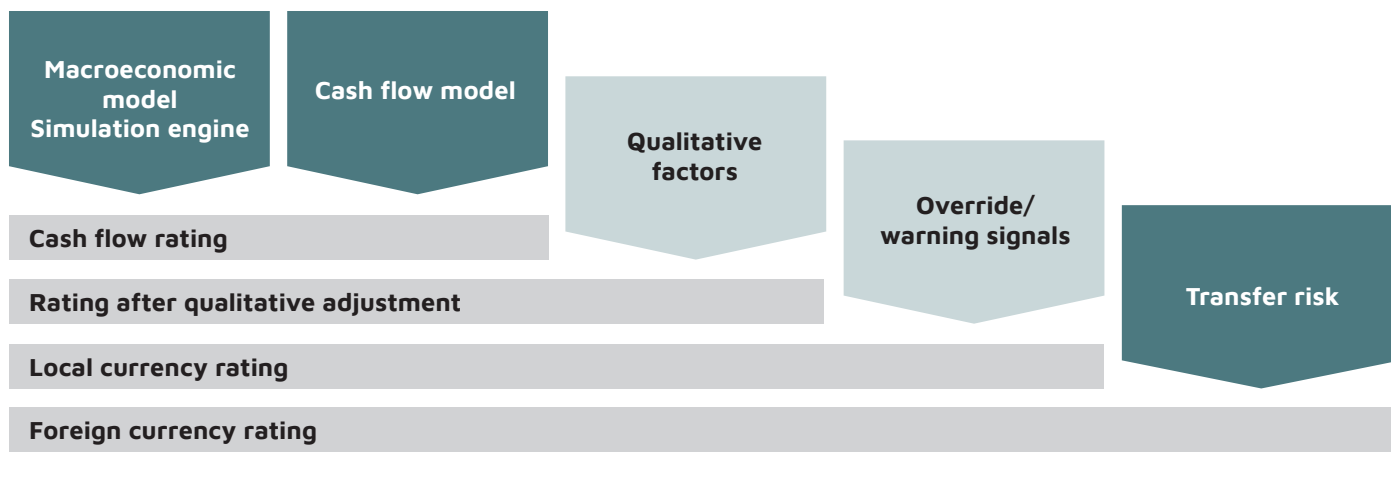 Macroeconomic
model
Simulation engine
Cash flow model
Qualitative
factors
Override/
warning signals
Transfer risk
Cash flow rating
Rating after qualitative adjustment
Local currency rating
Foreign currency rating